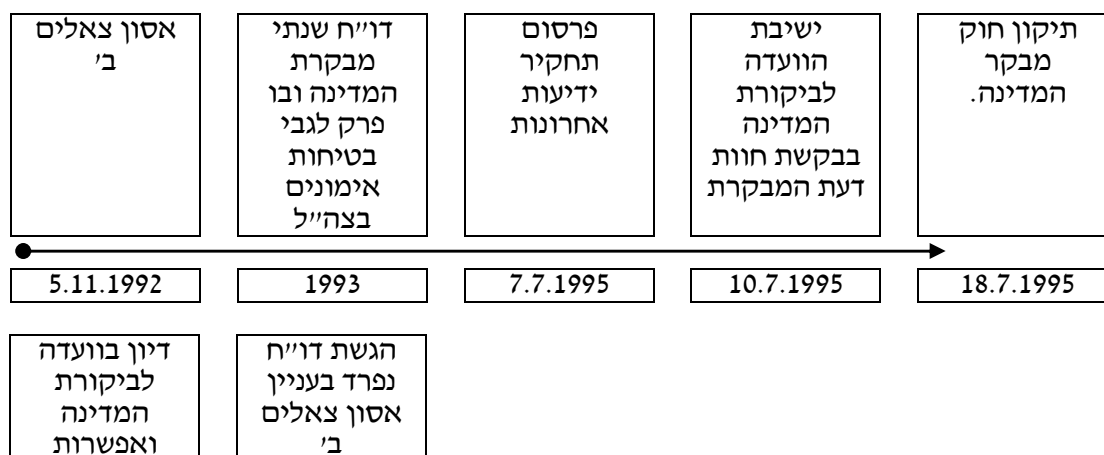 אסון צאלים
ב'
5.11.1992
דו״ח שנתי
מבקרת
המדינה ובו
פרק לגבי
בטיחות
אימונים
בצה״ל
1993
פרסום
תחקיר
ידיעות
אחרונות
7.7.1995
ישיבת
הוועדה
לביקורת
המדינה
בבקשת חוות
דעת המבקרת
10.7.1995
תיקון חוק
מבקר
המדינה.
18.7.1995
דיון בוועדה
לביקורת
המדינה
ואפשרות
הגשת דו״ח
נפרד בעניין
אסון צאלים
ב'